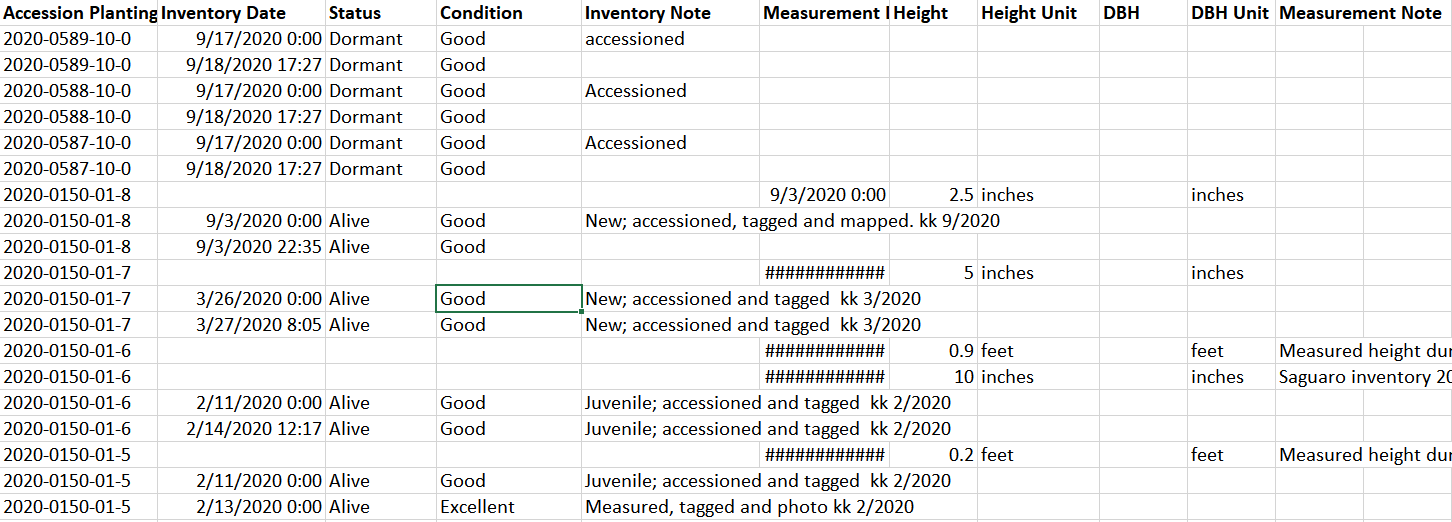 Accession Planting Inventory Date Status Condition Inventory Note Measurement Height Height Unit DBH DBH Unit Measurement Note
2020-0589-10-0 9/17/2020 0:00 Dormant Good accessioned
2020-0589-10-0 9/18/2020 17:27 Dormant Good
2020-0588-10-0 9/17/2020 0:00 Dormant Good Accessioned
2020-0588-10-0 9/18/2020 17:27 Dormant Good
2020-0587-10-0 9/17/2020 0:00 Dormant Good Accessioned
2020-0587-10-0 9/18/2020 17:27 Dormant Good
2020-0150-01-8 9/3/2020 0:00 2.5 inches inches
2020-0150-01-8 9/3/2020 0:00 Alive Good New; accessioned, tagged and mapped. kk 9/2020
2020-0150-01-8 9/3/2020 22:35 Alive Good
2020-0150-01-7 ############ 5 inches inches
2020-0150-01-7 3/26/2020 0:00 Alive Good New; accessioned and tagged kk 3/2020
2020-0150-01-7 3/27/2020 8:05 Alive Good New; accessioned and tagged kk 3/2020
2020-0150-01-6 ############ 0.9 feet feet Measured height
2020-0150-01-6 ############ 10 inches inches Saguaro inventory
2020-0150-01-6 2/11/2020 0:00 Alive Good Juvenile; accessioned and tagged kk 2/2020
2020-0150-01-6 2/14/2020 12:17 Alive Good Juvenile; accessioned and tagged kk 2/2020
2020-0150-01-5 ############ 0.2 feet feet Measured height
2020-0150-01-5 2/11/2020 0:00 Alive Good Juvenile; accessioned and tagged kk 2/2020
2020-0150-01-5 2/13/2020 0:00 Alive Excellent Measured, tagged and photo kk 2/2020